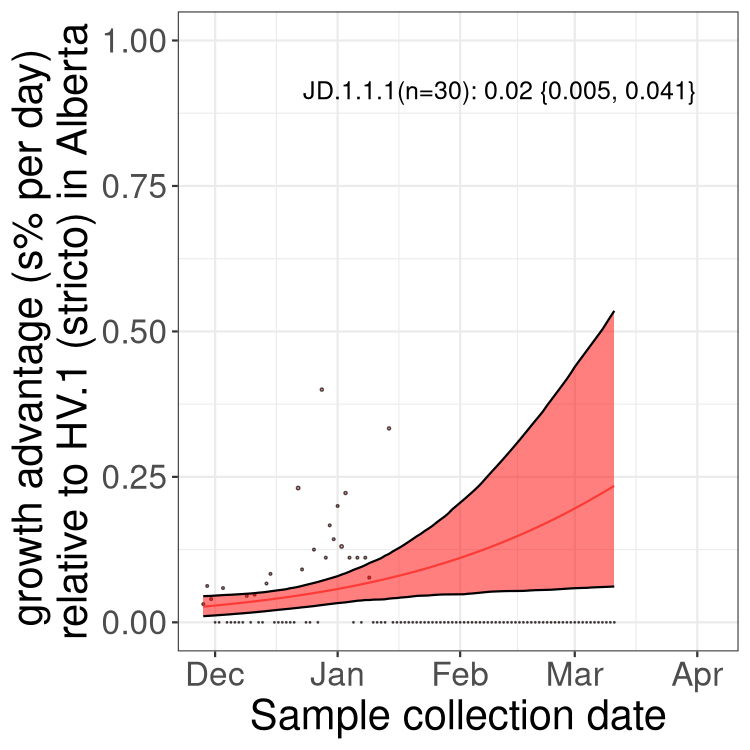 growth advantage (s% per day)
relative to HV.1 (stricto) in Alberta
1.00
0.75
0.50
0.25
0.00
JD.1.1.1(n=30): 0.02 {0.005, 0.041}
Dec Jan Feb Mar Apr
Sample collection date